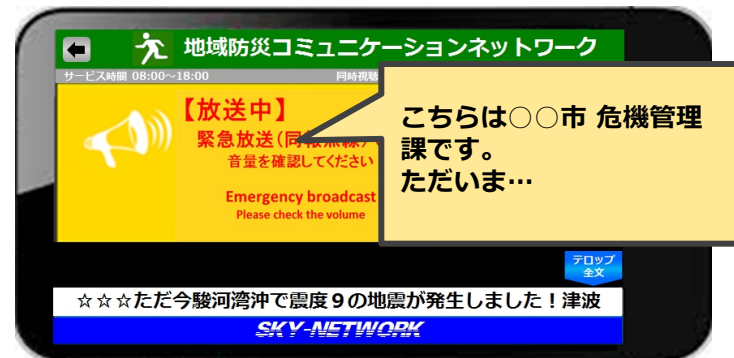 地域防災コミュニケーションネットワーク
サービス時間 08:00～18:00 同時視聴
【放送中】
緊急放送(同報無線)
音量を確認してください
Emergency broadcast
Please check the volume
こちらは○○市 危機管理
課です。
ただいま…
テロップ
全文
☆☆☆ただ今駿河湾沖で震度９の地震が発生しました！津波
SKY-NETWORK